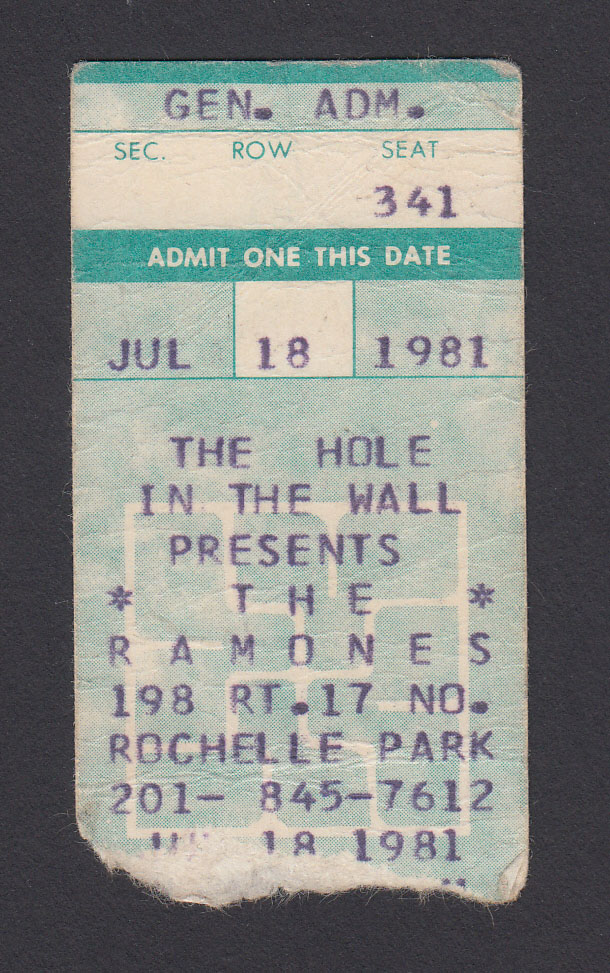 GEN. ADM.
SEC. ROW SEAT
341
ADMIT ONE THIS DATE
JUL 18 1981
THE HOLE
IN THE WALL
PRESENTS
* THE *
RAMONES
198 RT.17 NO.
ROCHELLE PARK
201- 845-7612
18 1981